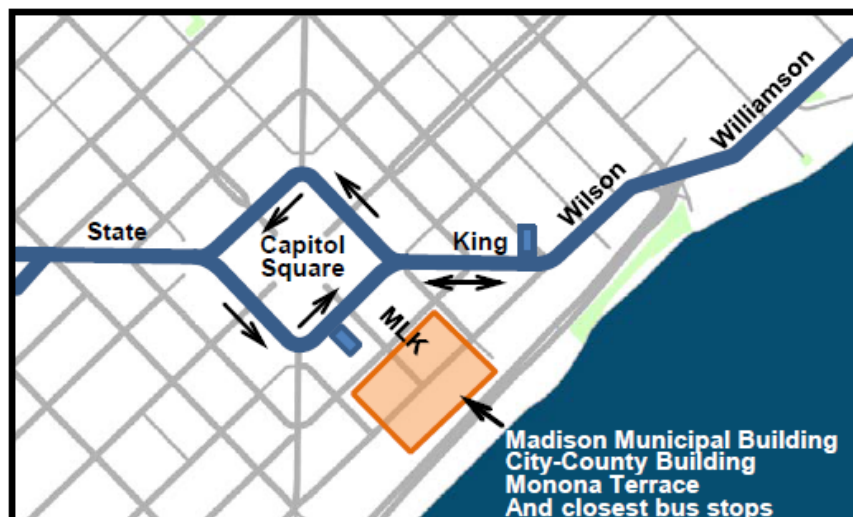 Williamson
Wilson
State
King
Capitol
Square
MLK
Madison Municipal Building
City-County Building
Monona Terrace
And closest bus stops